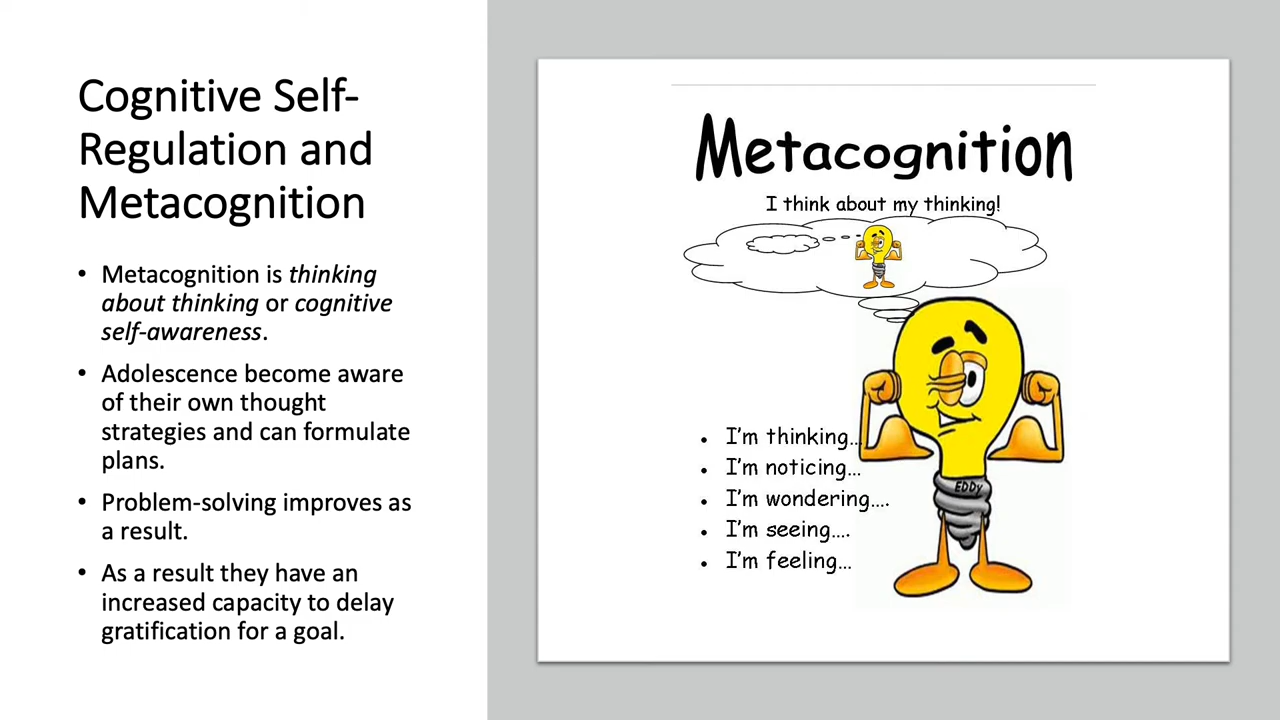 Cognitive Self-
Regulation and
Metacognition
• Metacognition is thinking
about thinking or cognitive
self-awareness.
• Adolescence become aware
of their own thought
strategies and can formulate
plans.
• Problem-solving improves as
a result.
• As a result they have an
increased capacity to delay
gratification for a goal.
Metacognition
I think about my thinking!
• I'm thinking...
• I'm noticing...
• I'm wondering....
• I'm seeing....
• I'm feeling...
EDDY